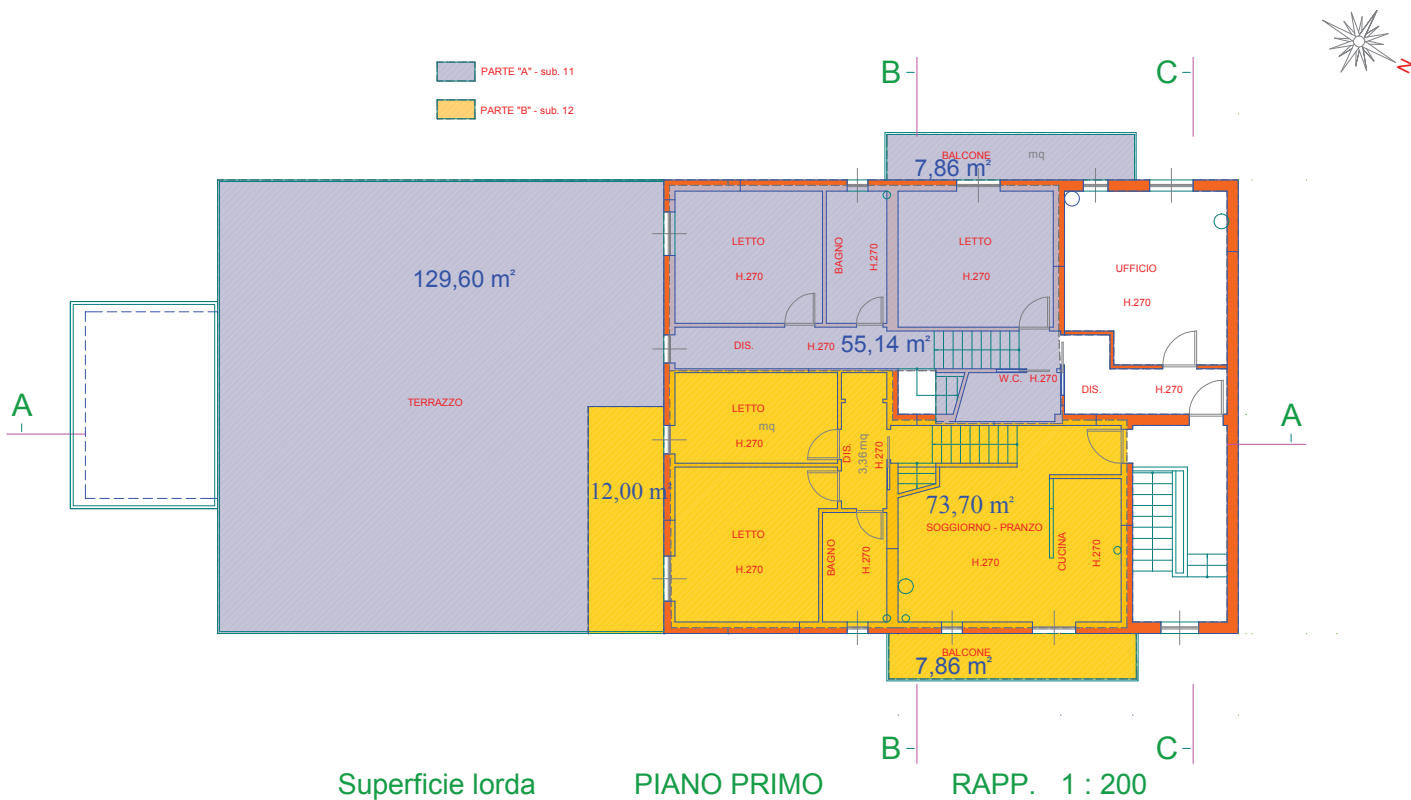 N
PARTE "A" - sub. 11
PARTE "B" - sub. 12
B
C
BALCONE
mq
7,86 m²
LETTO
H.270
BAGNO
H.270
LETTO
H.270
UFFICIO
H.270
129,60 m²
DIS.
H.270
55,14 m²
W.C. H.270
DIS.
H.270
TERRAZZO
A
A
LETTO
mq
H.270
DIS.
3,36 mq
H.270
12,00 m²
73,70 m²
SOGGIORNO - PRANZO
H.270
LETTO
H.270
BAGNO
H.270
CUCINA
H.270
BALCONE
7,86 m²
B
C
Superficie lorda PIANO PRIMO RAPP. 1 : 200